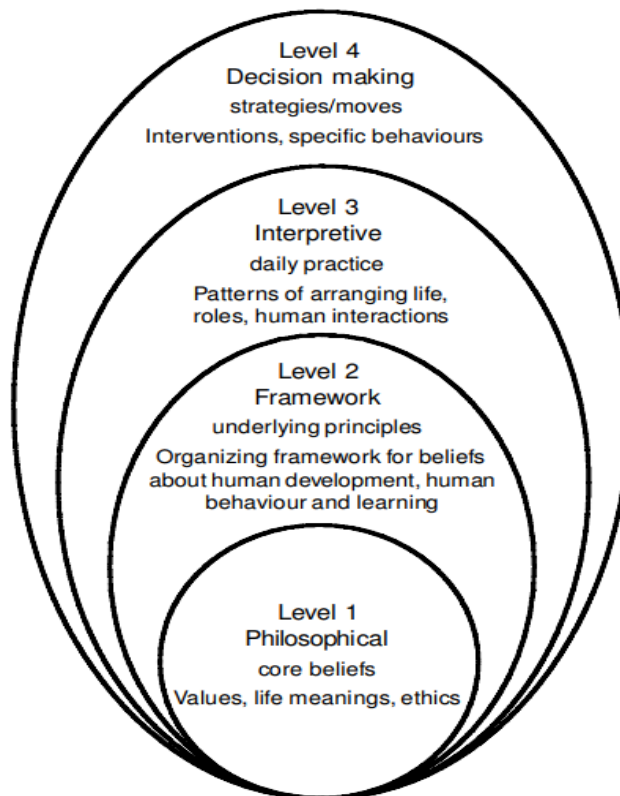 Level 4
Decision making
strategies/moves
Interventions, specific behaviours
Level 3
Interpretive
daily practice
Patterns of arranging life,
roles, human interactions
Level 2
Framework
underlying principles
Organizing framework for beliefs
about human development, human
behaviour and learning
Level 1
Philosophical
core beliefs
Values, life meanings, ethics